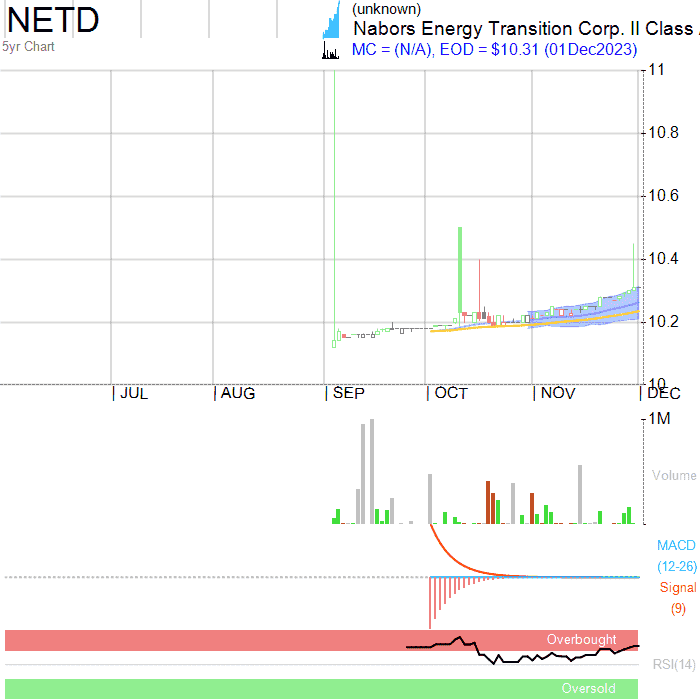 NETD
(unknown)
Nabors Energy Transition Corp. II Class
5yr Chart
MC = (N/A), EOD = $10.31 (01Dec2023)
11
10.8
10.6
10.4
10.2
10
JUL
AUG
SEP
OCT
NOV
DEC
1M
Volume
MACD
(12-26)
Signal
(9)
Overbought
RSI(14)
Oversold